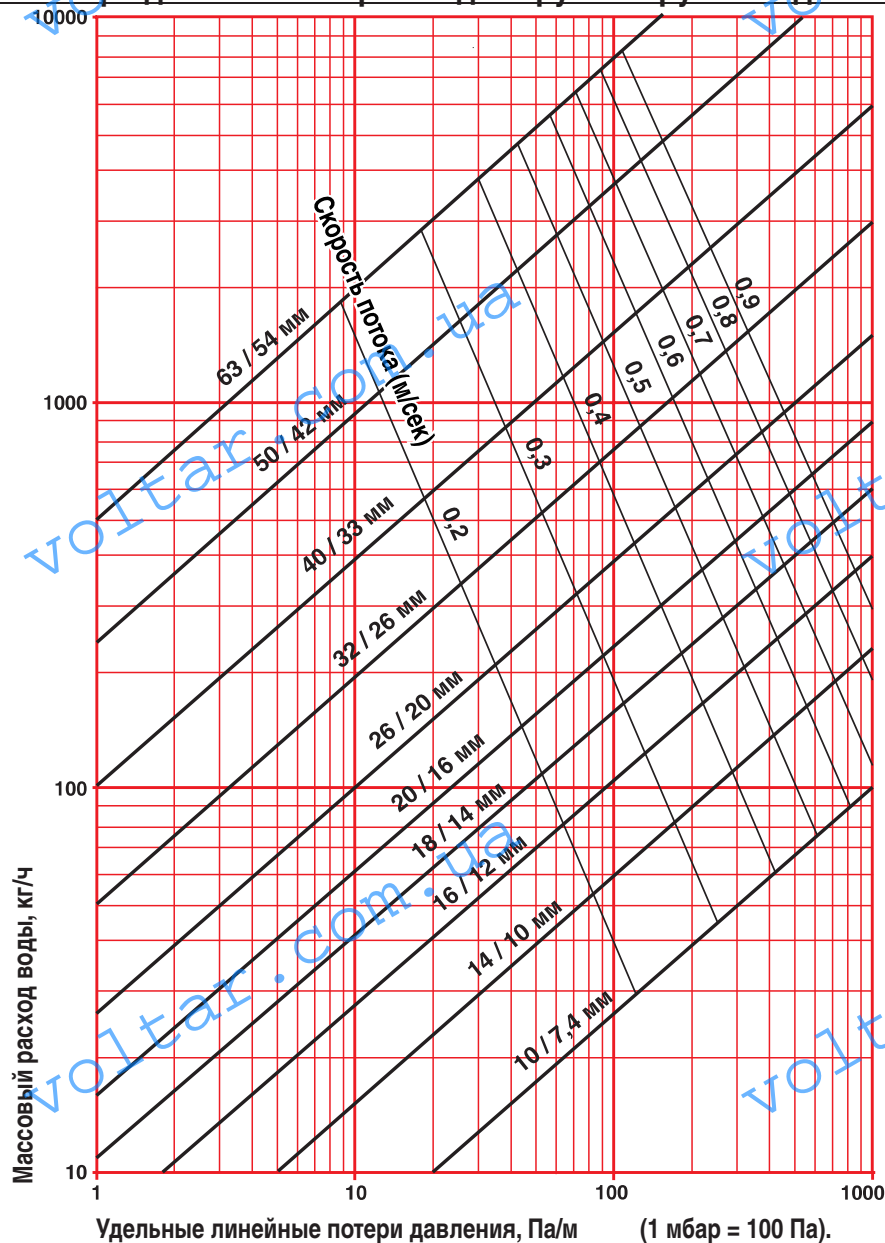 10000
Скорость потока (м/сек)
63 / 54 мм
0,9
0,8
0,7
0,6
0,5
0,4
0,3
0,2
1000
50 / 42 мм
40 / 33 мм
32 / 26 мм
26 / 20 мм
20 / 16 мм
100
18 / 14 мм
16 / 12 мм
14 / 10 мм
10 / 7,4 мм
Массовый расход воды, кг/ч
10
1 10 100 1000
Удельные линейные потери давления, Па/м (1 мбар = 100 Па).
voltar.com.ua
voltar.com.ua